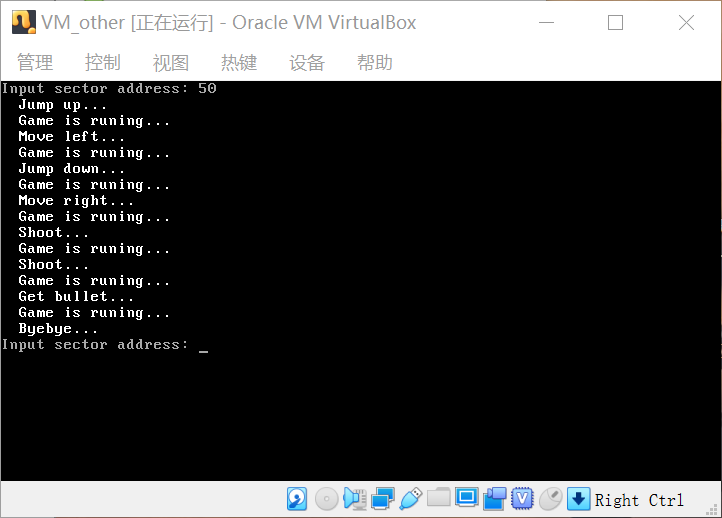 VM_other [正在运行] - Oracle VM VirtualBox
管理 控制 视图 热键 设备 帮助
Input sector address: 50
Jump up...
Game is runing...
Move left...
Game is runing...
Jump down...
Game is runing...
Move right...
Game is runing...
Shoot...
Game is runing...
Shoot...
Game is runing...
Get bullet...
Game is runing...
Byebye...
Input sector address: _
Right Ctrl